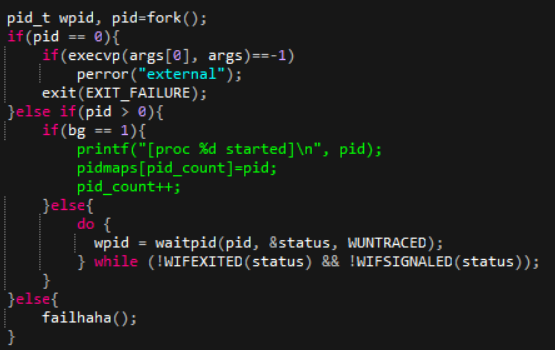 pid_t wpid, pid=fork();
if(pid == 0){
if(execvp(args[0], args)==-1)
perror("external");
exit(EXIT_FAILURE);
}else if(pid > 0){
if(bg == 1){
printf("[proc %d started]\n", pid);
pidmaps[pid_count]=pid;
pid_count++;
}else{
do {
wpid = waitpid(pid, &status, WUNTRACED);
} while (!WIFEXITED(status) && !WIFSIGNALED(status));
}
}else{
failhaha();
}